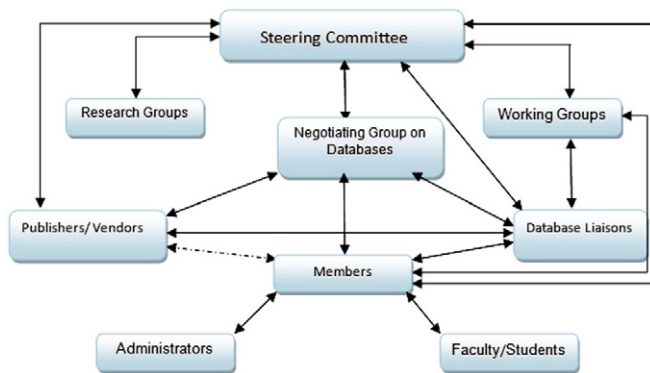 Steering Committee
Research Groups
Negotiating Group on
Databases
Working Groups
Publishers/Vendors
Database Liaisons
Members
Administrators
Faculty/Students